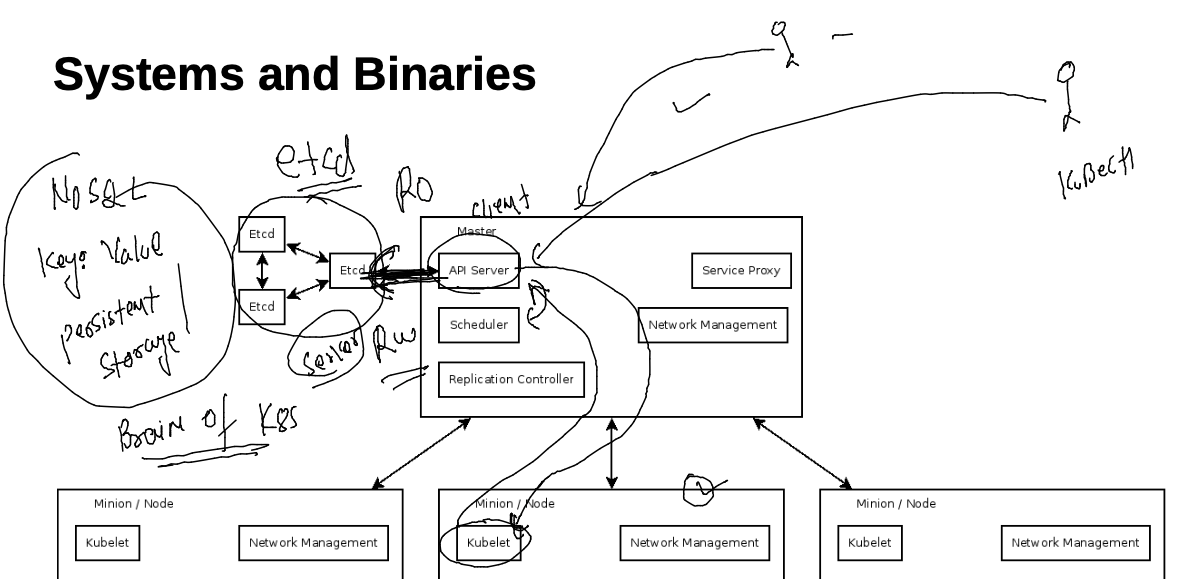 Systems and Binaries
KuBectl
etcd
NoSQL
Key: Value
Persistent
Storage
Brain of K8S
RO
client
Server
RW
Etcd
Etcd
Etcd
Master
API Server
Service Proxy
Scheduler
Network Management
Replication Controller
Minion / Node
Kubelet
Network Management
Minion / Node
Kubelet
Network Management
Minion / Node
Kubelet
Network Management